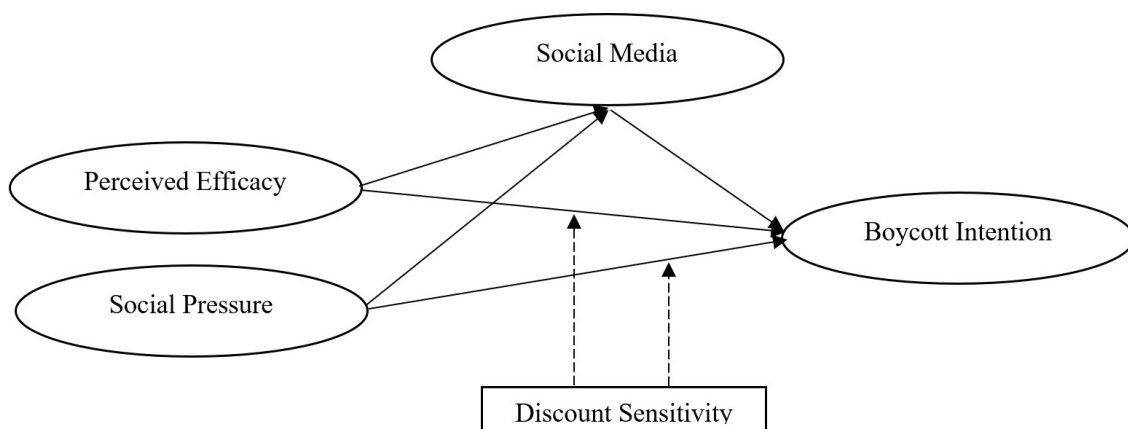 Social Media
Perceived Efficacy
Boycott Intention
Social Pressure
Discount Sensitivity